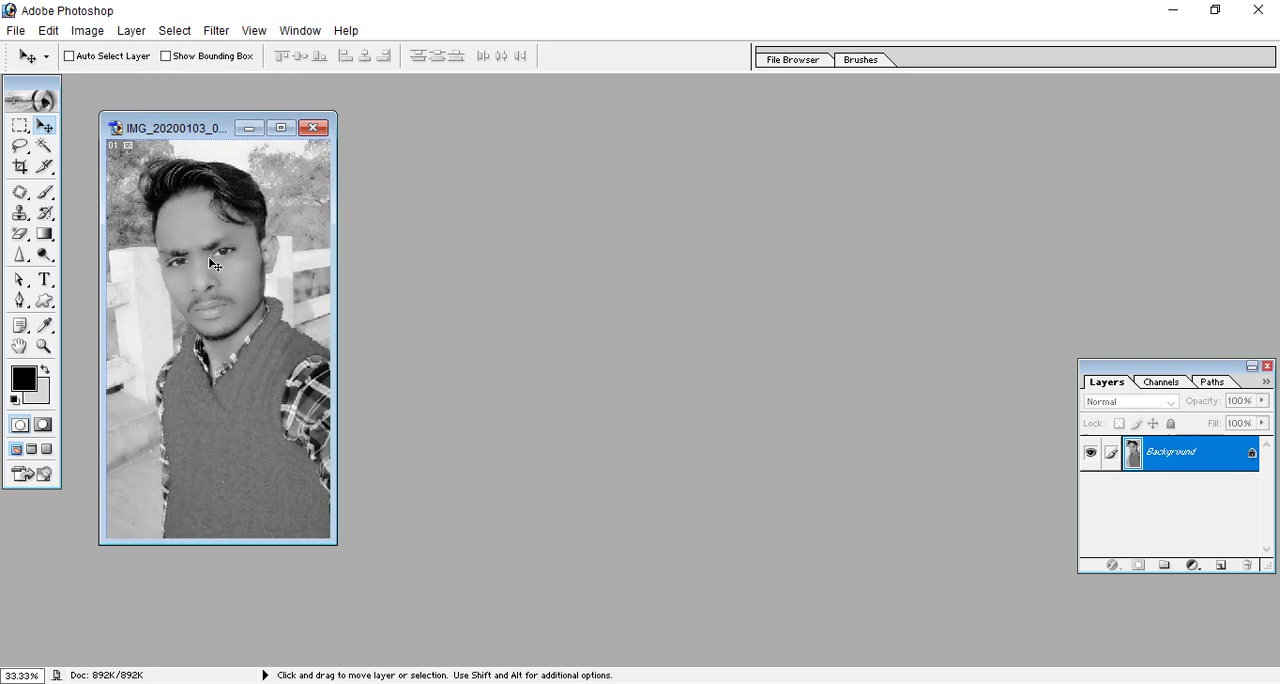 Adobe Photoshop
File Edit Image Layer Select Filter View Window Help
Auto Select Layer Show Bounding Box File Browser Brushes
IMG_20200103_0...
01
Layers Channels Paths
Normal Opacity: 100%
Lock: Fill: 100%
Background
33.33% Doc: 892K/892K Click and drag to move layer or selection. Use Shift and Alt for additional options.